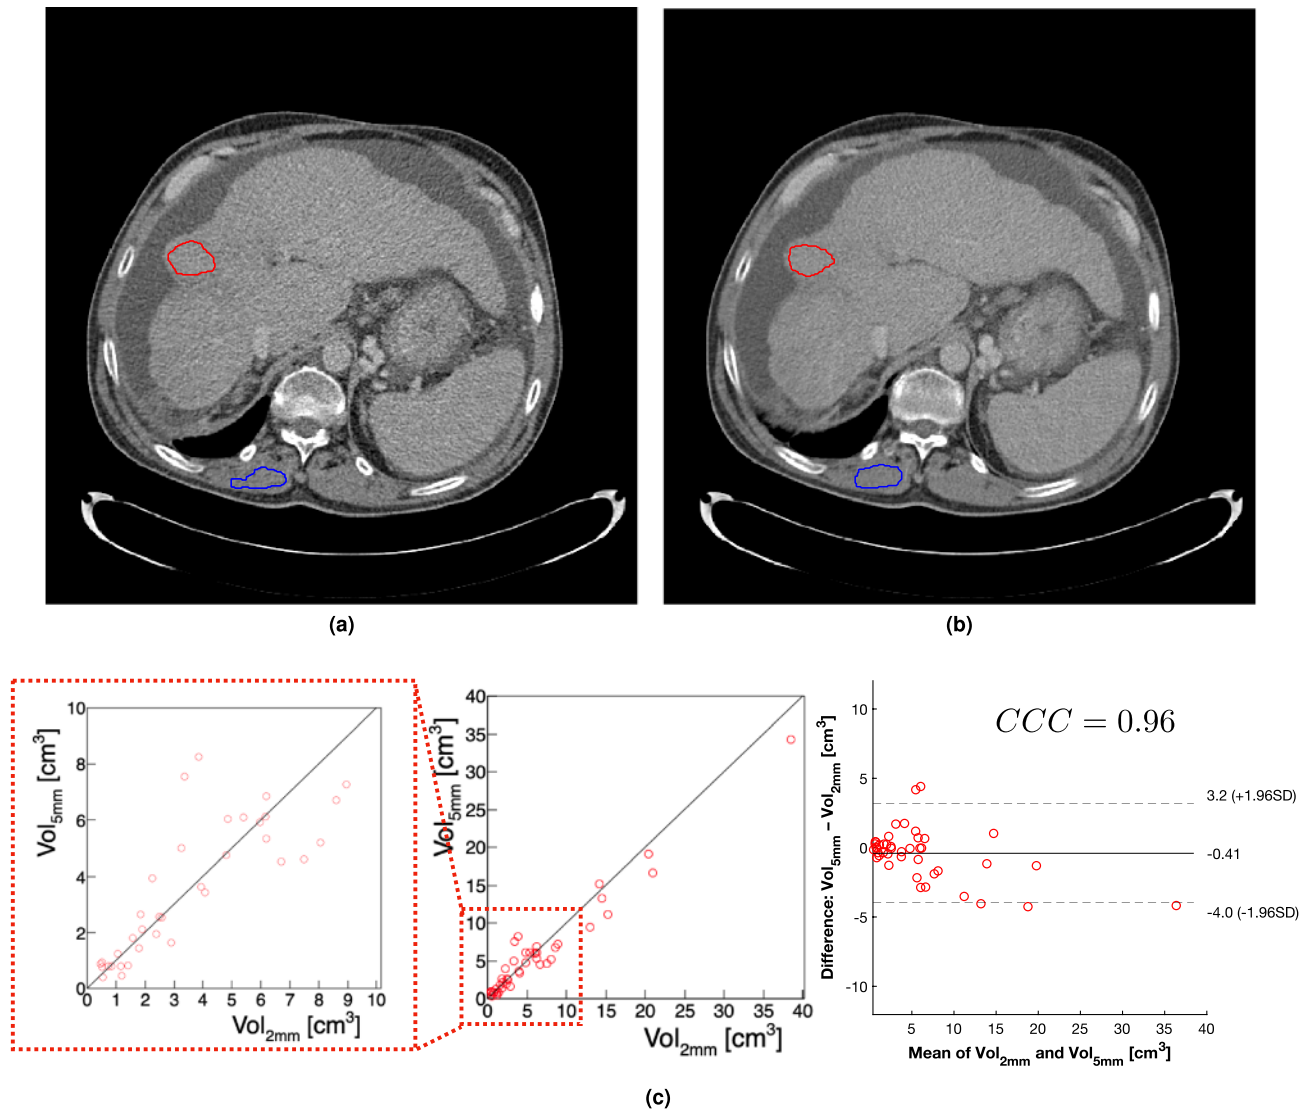 (a)
(b)
10
8
6
4
2
0
Vol5mm [cm3]
0 1 2 3 4 5 6 7 8 9 10
Vol2mm [cm3]
40
35
30
25
20
15
10
5
0
Vol5mm [cm3]
0 5 10 15 20 25 30 35 40
Vol2mm [cm3]
CCC = 0.96
10
5
0
-5
-10
Difference: Vol5mm – Vol2mm [cm3]
3.2 (+1.96SD)
-0.41
-4.0 (-1.96SD)
5 10 15 20 25 30 35 40
Mean of Vol2mm and Vol5mm [cm3]
(c)